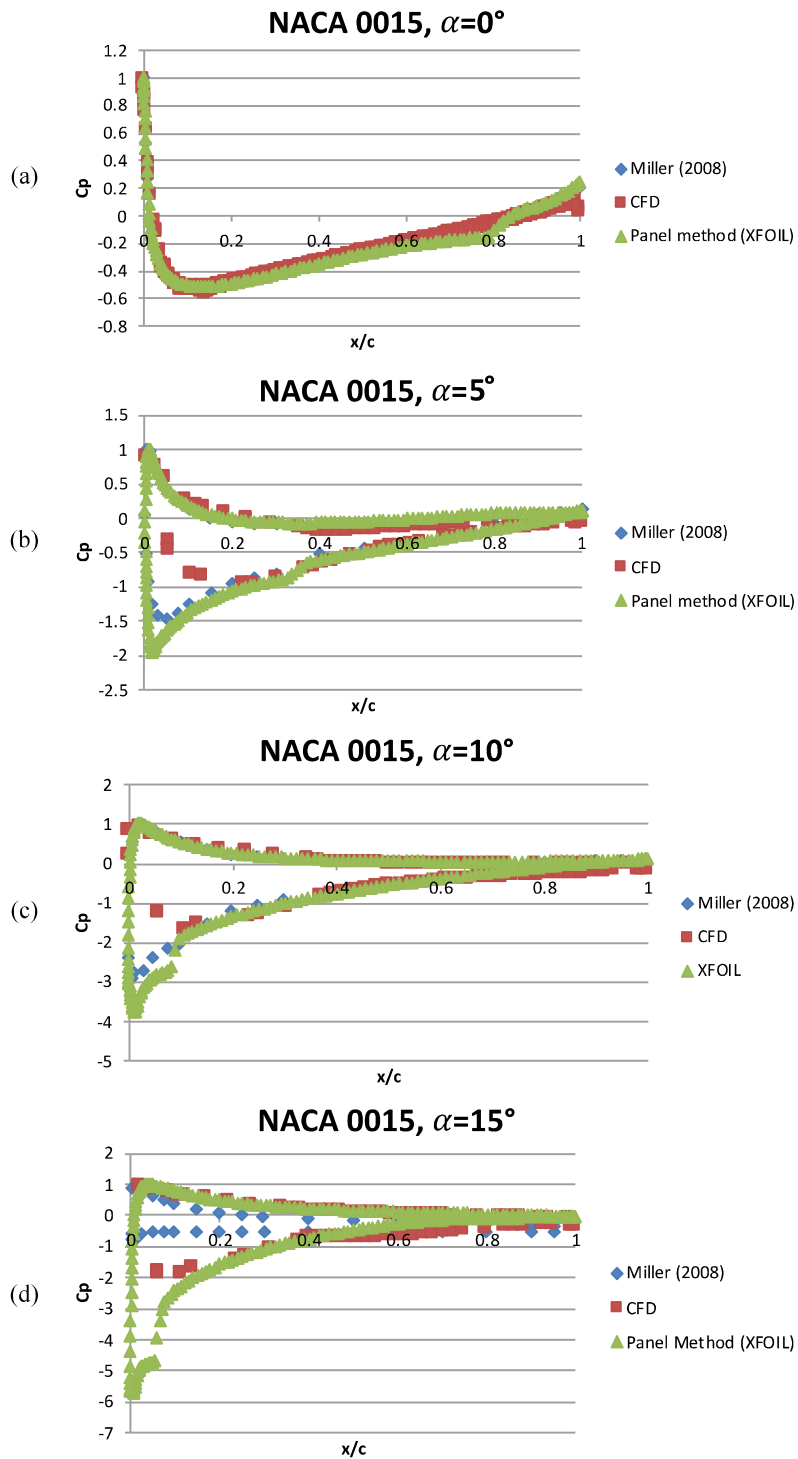 NACA 0015, α=0°
(a)
Cp
1.2
1
0.8
0.6
0.4
0.2
0
-0.2
-0.4
-0.6
-0.8
0 0.2 0.4 0.6 0.8 1
x/c
Miller (2008)
CFD
Panel method (XFOIL)
NACA 0015, α=5°
(b)
Cp
1.5
1
0.5
0
-0.5
-1
-1.5
-2
-2.5
0 0.2 0.4 0.6 0.8 1
x/c
Miller (2008)
CFD
Panel method (XFOIL)
NACA 0015, α=10°
(c)
Cp
2
1
0
-1
-2
-3
-4
-5
0 0.2 0.4 0.6 0.8 1
x/c
Miller (2008)
CFD
XFOIL
NACA 0015, α=15°
(d)
Cp
2
1
0
-1
-2
-3
-4
-5
-6
-7
0 0.2 0.4 0.6 0.8 1
x/c
Miller (2008)
CFD
Panel Method (XFOIL)